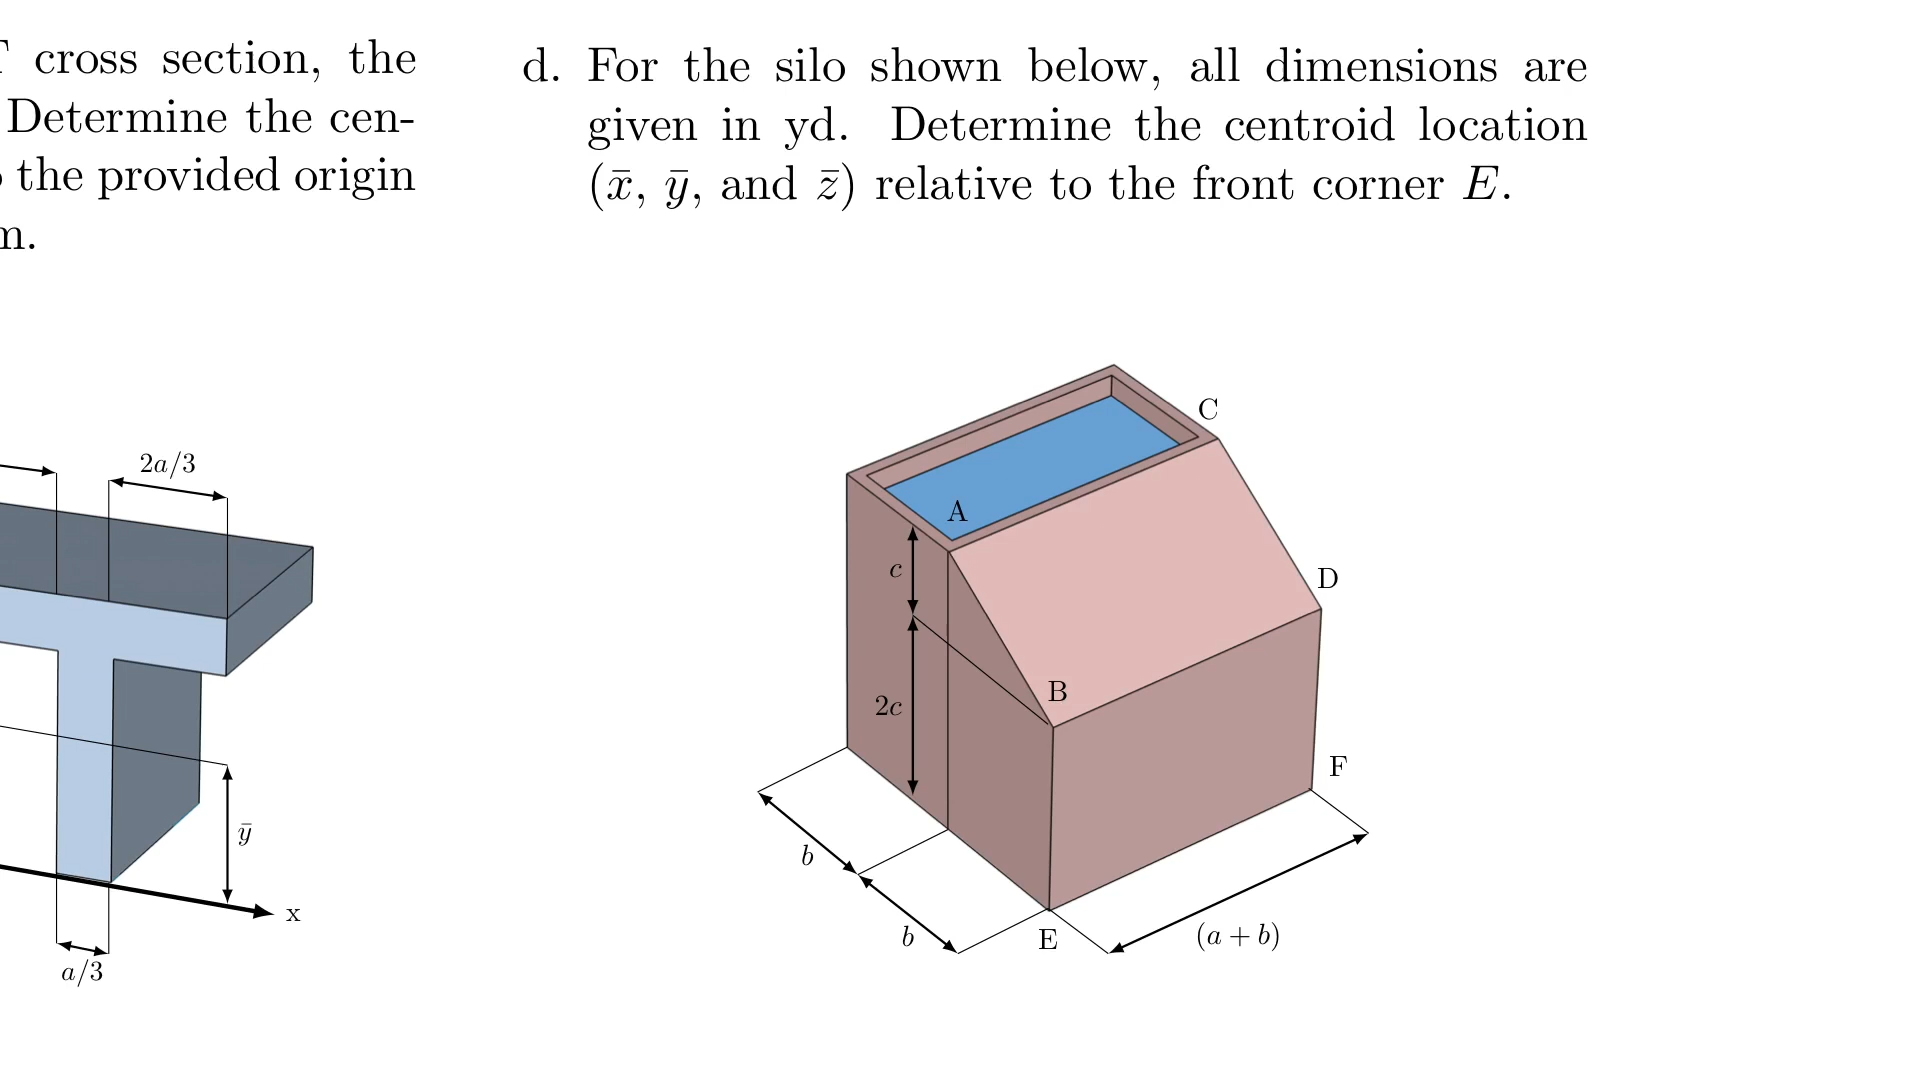 T cross section, the
Determine the cen-
the provided origin
m.
2a/3
ȳ
x
a/3
d. For the silo shown below, all dimensions are
given in yd. Determine the centroid location
(x̄, ȳ, and z̄) relative to the front corner E.
C
A
c
D
B
2c
F
b
b
E
(a + b)